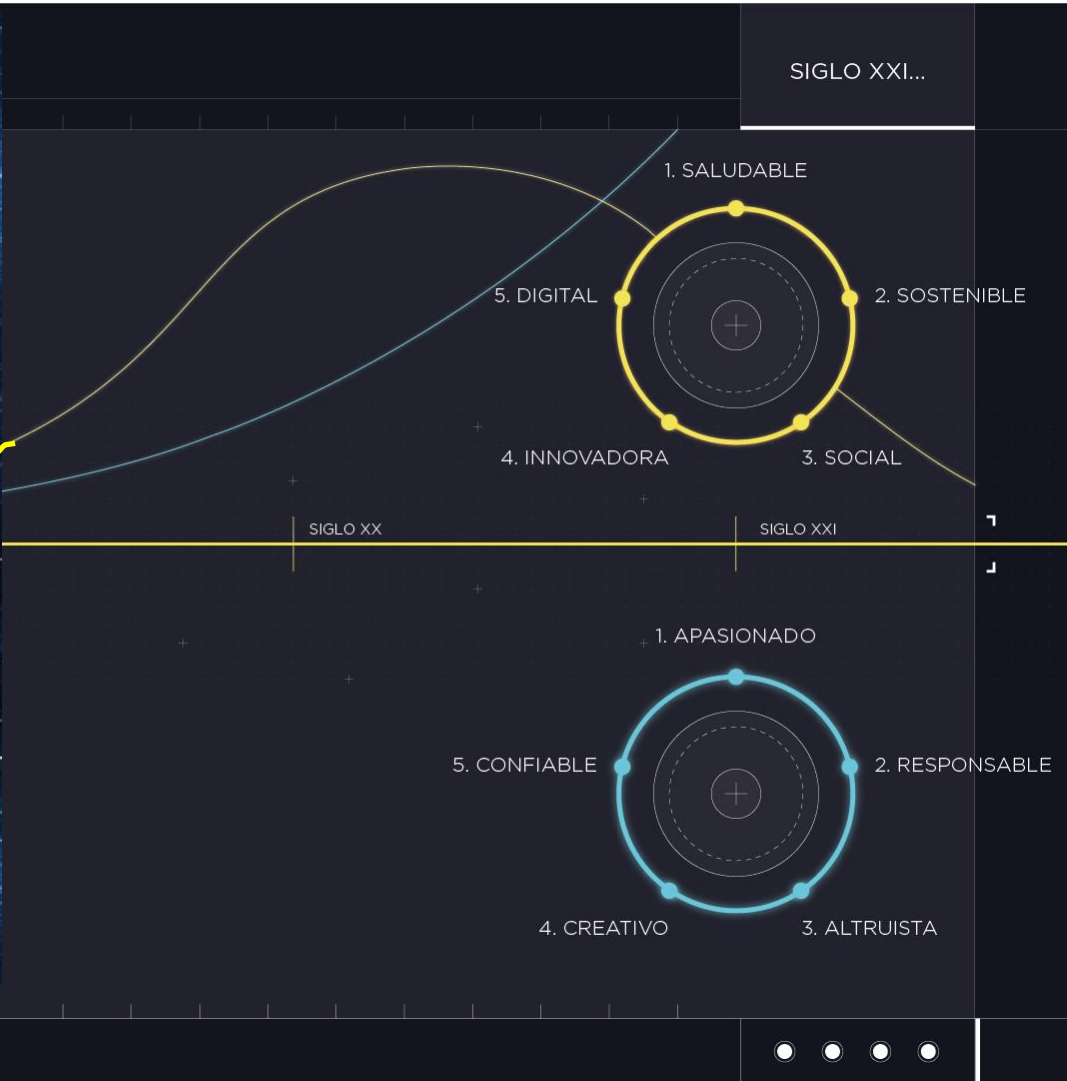 SIGLO XXI...
1. SALUDABLE
5. DIGITAL
2. SOSTENIBLE
4. INNOVADORA
3. SOCIAL
SIGLO XX
SIGLO XXI
1. APASIONADO
5. CONFIABLE
2. RESPONSABLE
4. CREATIVO
3. ALTRUISTA